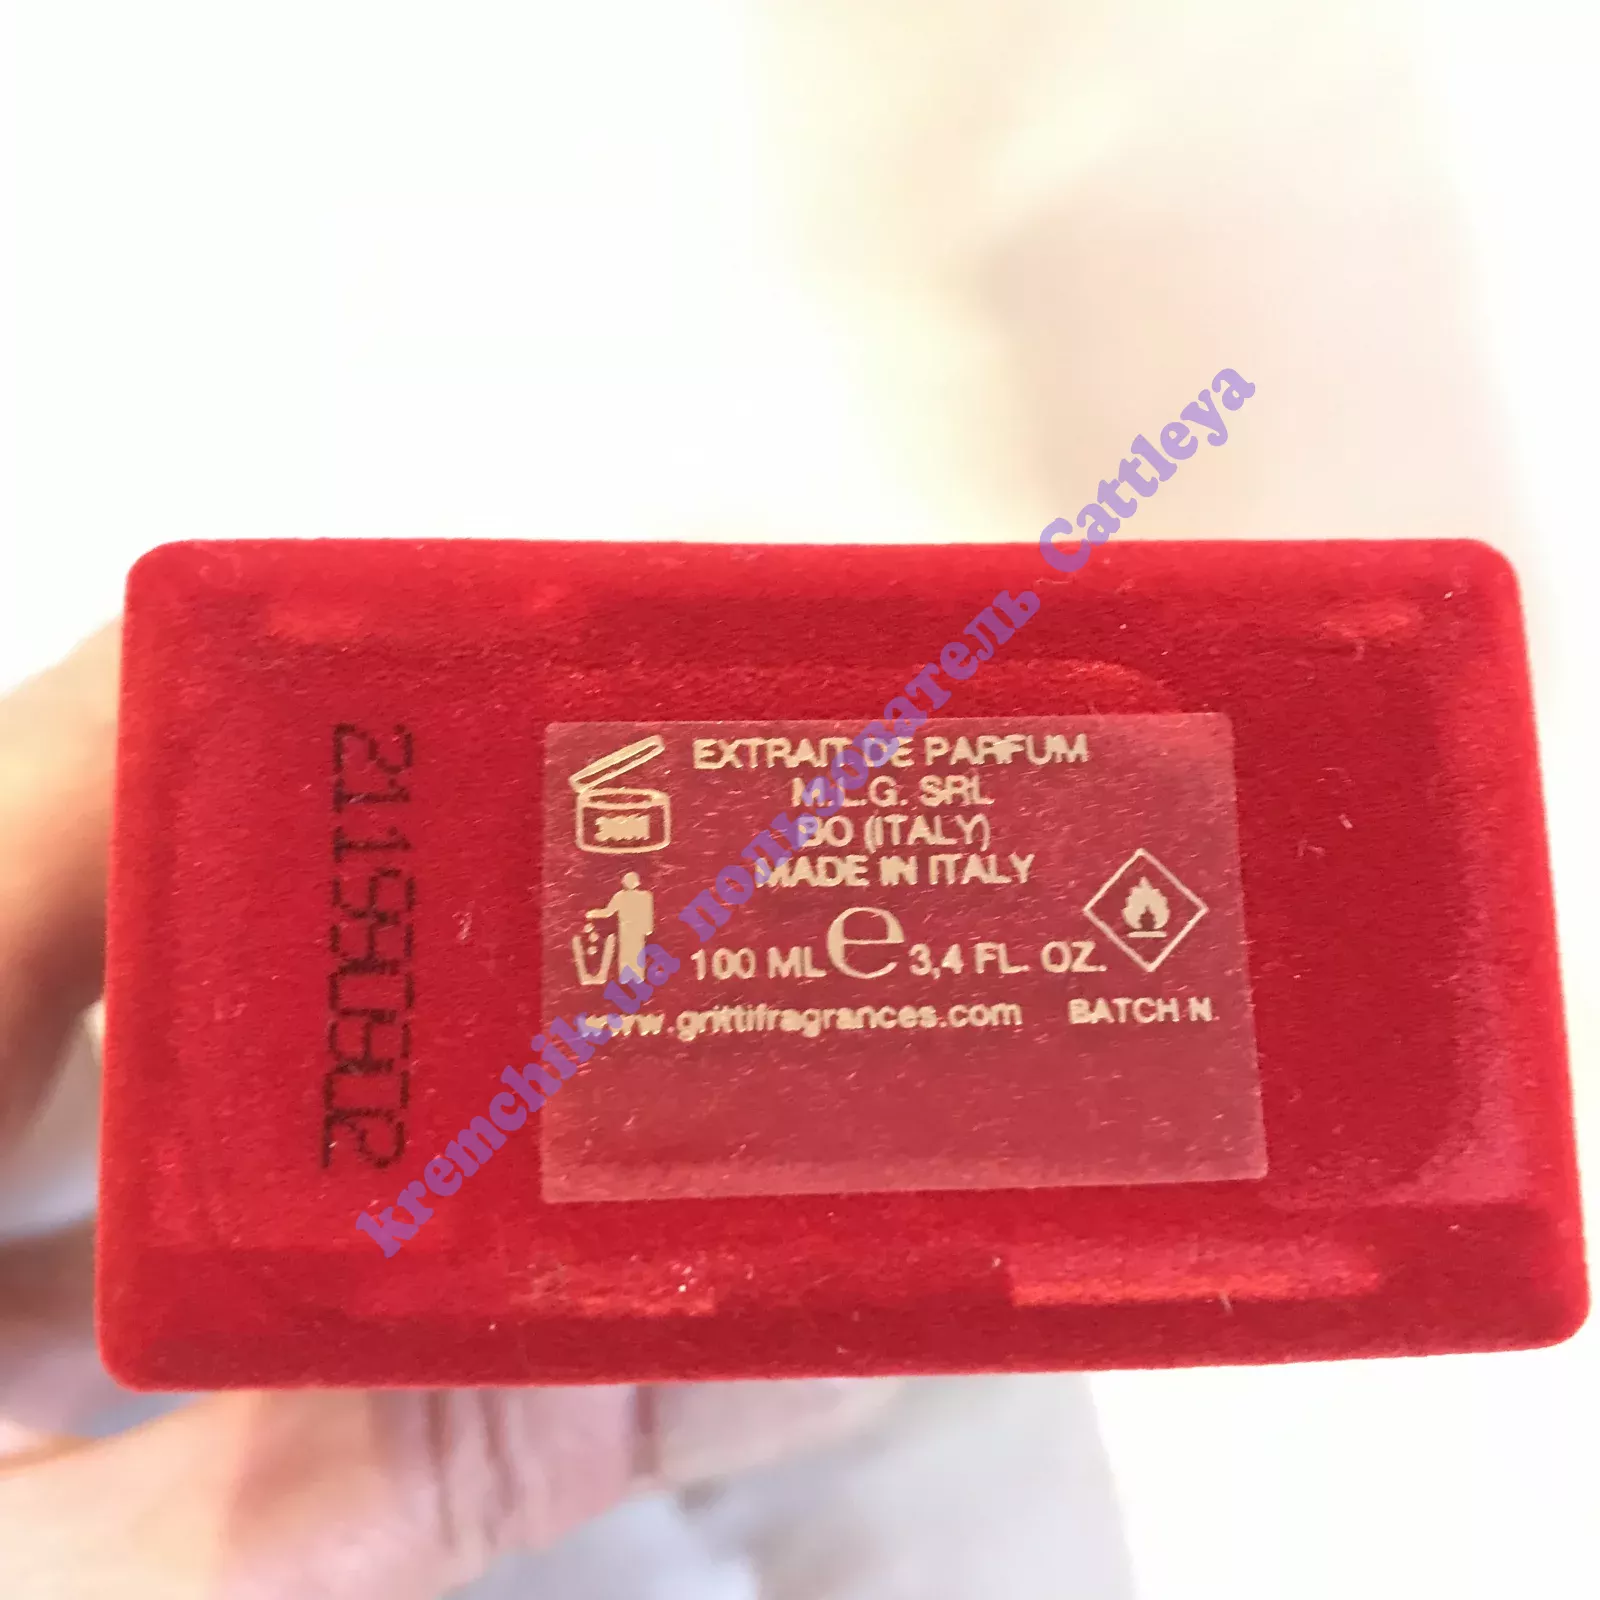 EXTRAIT DE PARFUM
M.L.G. SRL
BO (ITALY)
MADE IN ITALY
36M
100 ML e 3,4 FL. OZ.
www.grittifragrances.com BATCH N.
kremchik.ua пользователь Cattleya